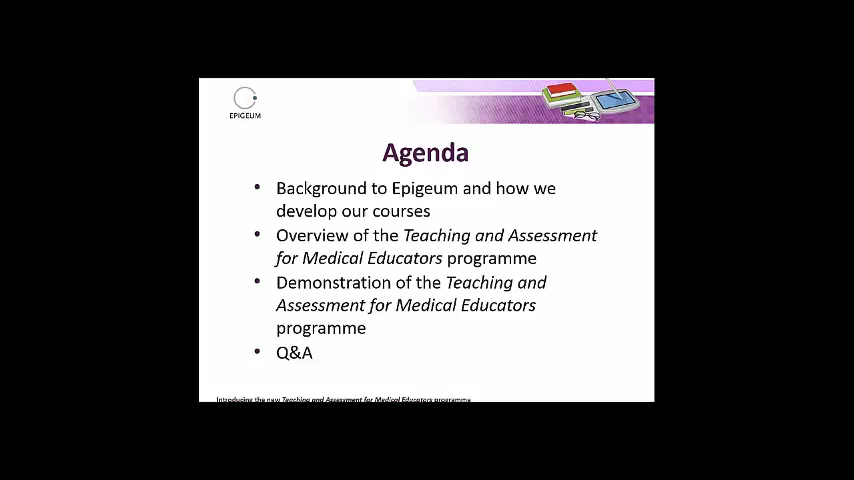 EPIGEUM
Agenda
• Background to Epigeum and how we
develop our courses
• Overview of the Teaching and Assessment
for Medical Educators programme
• Demonstration of the Teaching and
Assessment for Medical Educators
programme
• Q&A
Introducing the new Teaching and Assessment for Medical Educators programme